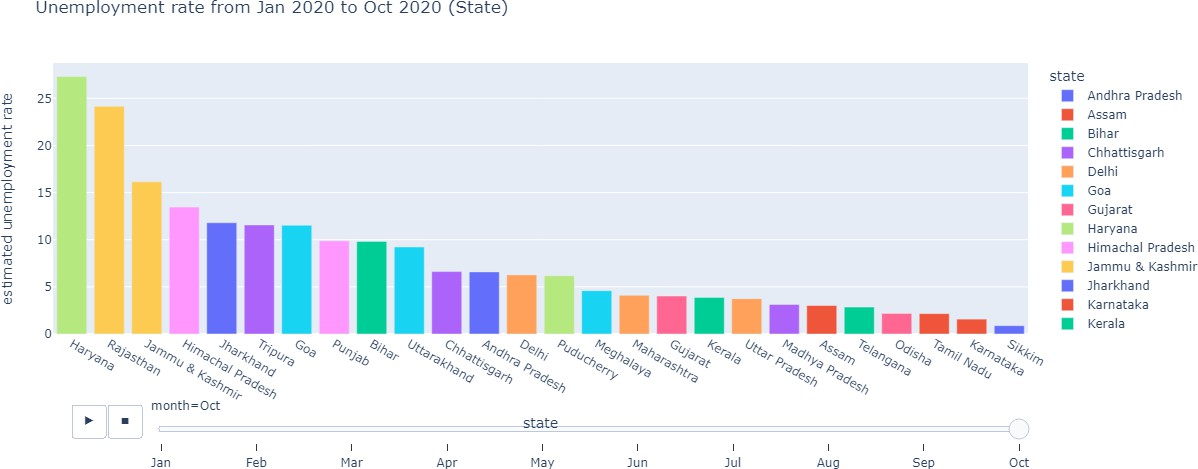 Unemployment rate from Jan 2020 to Oct 2020 (State)
estimated unemployment rate
25
20
15
10
5
0
Haryana
Rajasthan
Jammu & Kashmir
Himachal Pradesh
Jharkhand
Tripura
Goa
Punjab
Bihar
Uttarakhand
Chhattisgarh
Andhra Pradesh
Delhi
Puducherry
Meghalaya
Maharashtra
Gujarat
Kerala
Uttar Pradesh
Madhya Pradesh
Assam
Telangana
Odisha
Tamil Nadu
Karnataka
Sikkim
state
month=Oct
Jan
Feb
Mar
Apr
May
Jun
Jul
Aug
Sep
Oct
state
Andhra Pradesh
Assam
Bihar
Chhattisgarh
Delhi
Goa
Gujarat
Haryana
Himachal Pradesh
Jammu & Kashmir
Jharkhand
Karnataka
Kerala